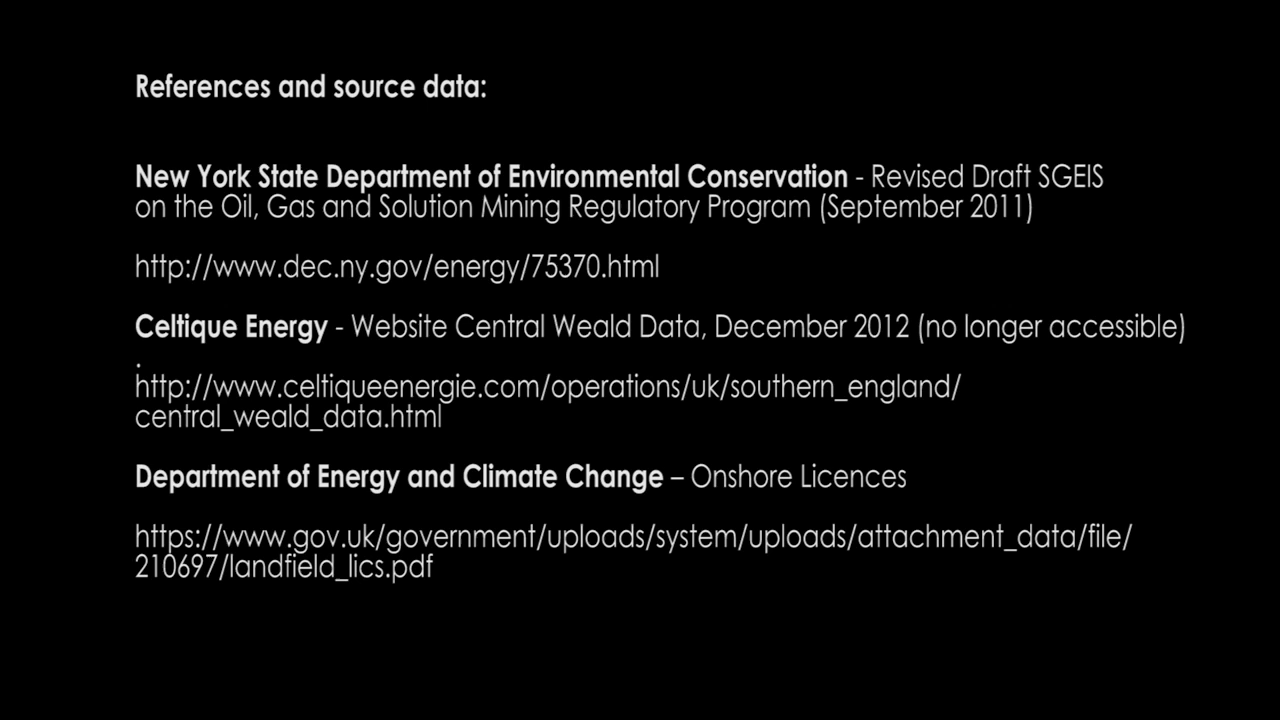 References and source data:
New York State Department of Environmental Conservation - Revised Draft SGEIS
on the Oil, Gas and Solution Mining Regulatory Program (September 2011)
http://www.dec.ny.gov/energy/75370.html
Celtique Energy - Website Central Weald Data, December 2012 (no longer accessible)
.
http://www.celtiqueenergie.com/operations/uk/southern_england/
central_weald_data.html
Department of Energy and Climate Change – Onshore Licences
https://www.gov.uk/government/uploads/system/uploads/attachment_data/file/
210697/landfield_lics.pdf